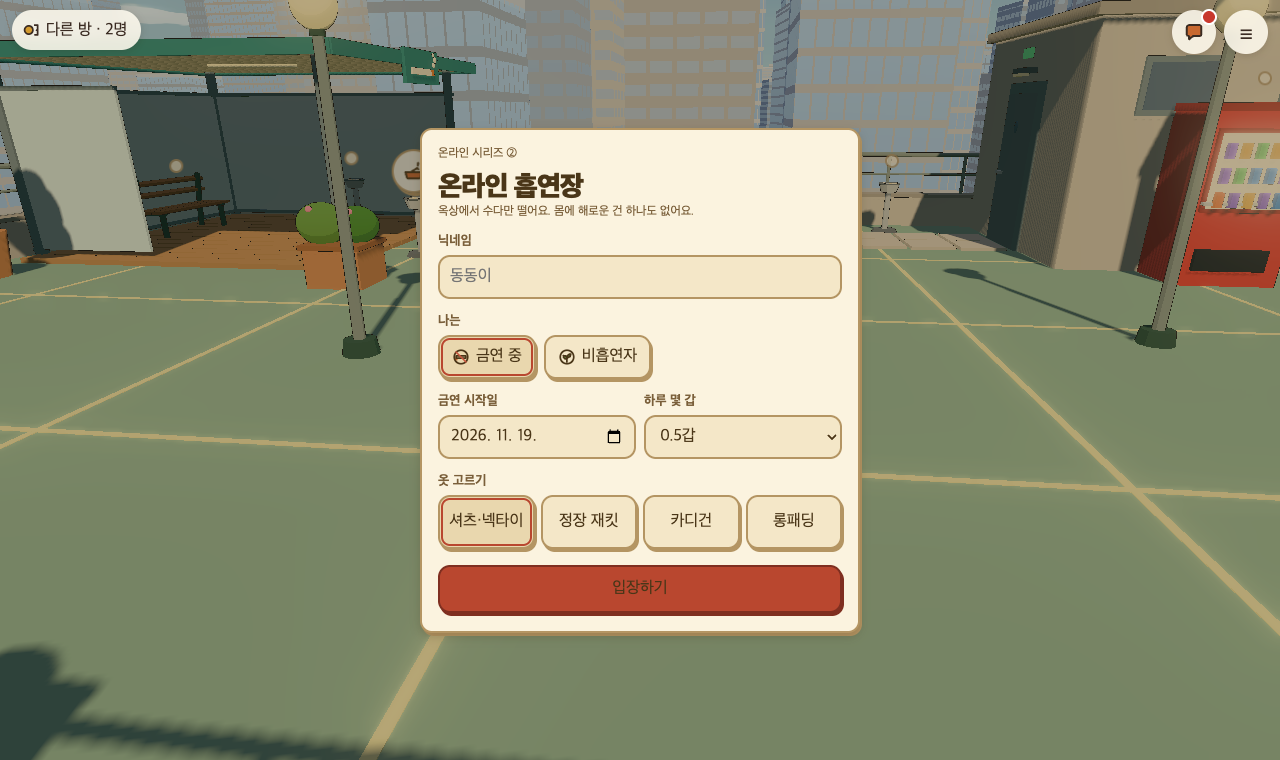 다른 방 · 2명
온라인 시리즈 ②
온라인 흡연장
옥상에서 수다만 떨어요. 몸에 해로운 건 하나도 없어요.
닉네임
동동이
나는
금연 중
비흡연자
금연 시작일
하루 몇 갑
2026. 11. 19.
0.5갑
옷 고르기
셔츠·넥타이
정장 재킷
카디건
롱패딩
입장하기